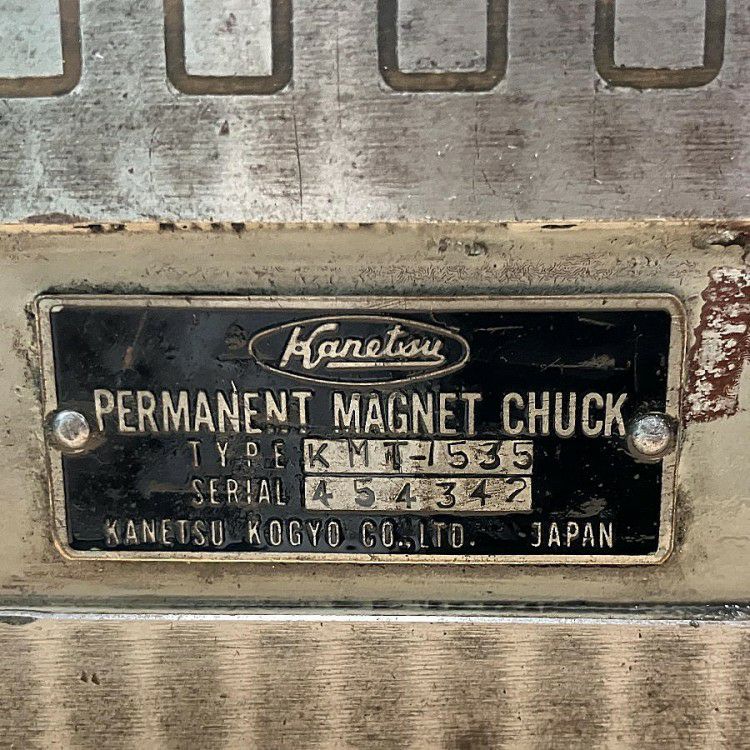 Kanetsu
PERMANENT MAGNET CHUCK
TYPE KMT-1535
SERIAL 454342
KANETSU KOGYO CO.,LTD. JAPAN